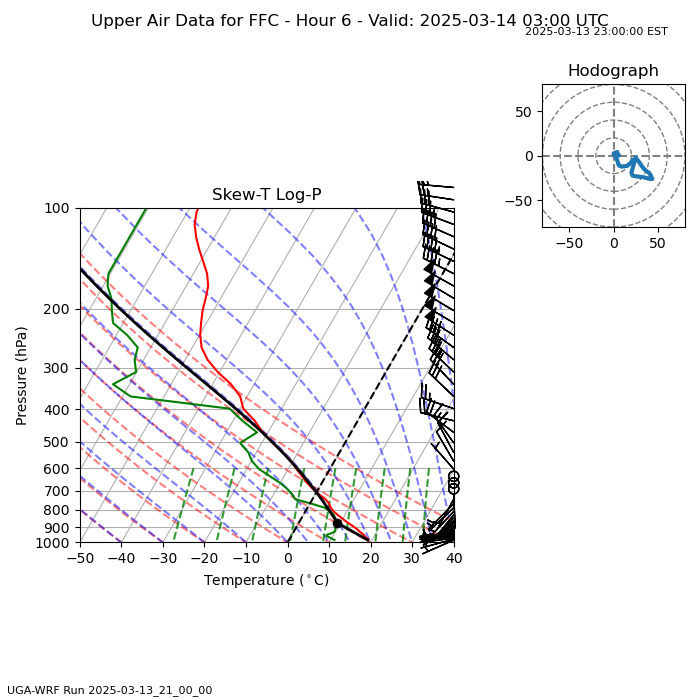 Upper Air Data for FFC - Hour 6 - Valid: 2025-03-14 03:00 UTC
2025-03-13 23:00:00 EST
Hodograph
50
0
−50
−50 0 50
Skew-T Log-P
100
200
300
400
500
600
700
800
900
1000
Pressure (hPa)
−50 −40 −30 −20 −10 0 10 20 30 40
Temperature (°C)
UGA-WRF Run 2025-03-13_21_00_00